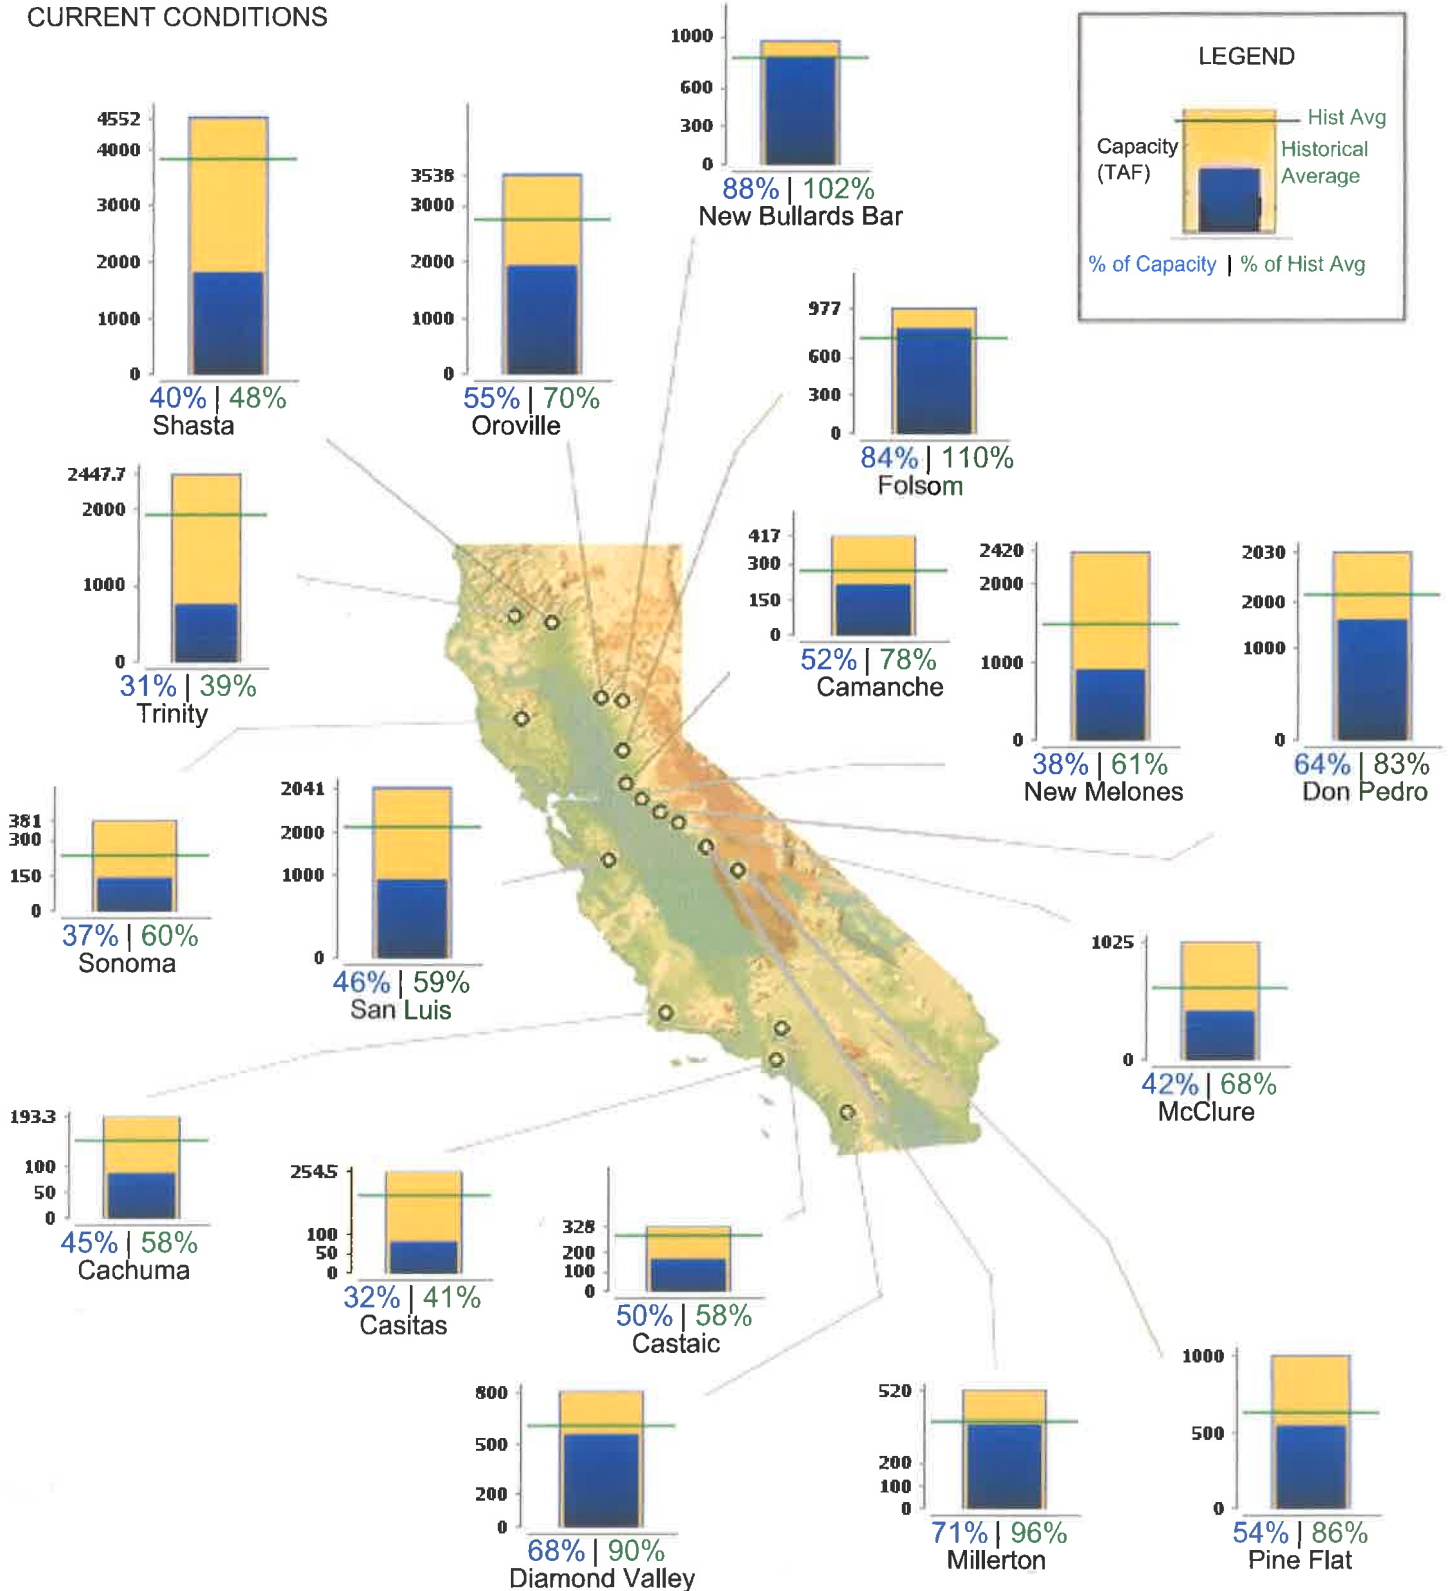 CURRENT CONDITIONS
1000
600
300
0
88% | 102%
New Bullards Bar
LEGEND
Hist Avg
Capacity
(TAF)
Historical
Average
% of Capacity | % of Hist Avg
4552
4000
3000
2000
1000
0
40% | 48%
Shasta
3538
3000
2000
1000
0
55% | 70%
Oroville
977
600
300
0
84% | 110%
Folsom
2447.7
2000
1000
0
31% | 39%
Trinity
417
300
150
0
52% | 78%
Camanche
2420
2000
1000
0
38% | 61%
New Melones
2030
2000
1000
0
64% | 83%
Don Pedro
381
300
150
0
37% | 60%
Sonoma
2041
2000
1000
0
46% | 59%
San Luis
1025
0
42% | 68%
McClure
193.3
100
50
0
45% | 58%
Cachuma
254.5
100
50
0
32% | 41%
Casitas
328
200
100
0
50% | 58%
Castaic
800
500
200
0
68% | 90%
Diamond Valley
520
200
100
0
71% | 96%
Millerton
1000
500
0
54% | 86%
Pine Flat